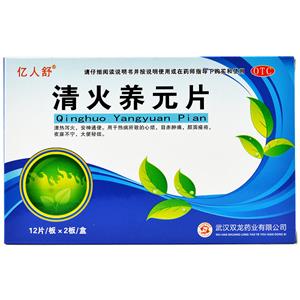 请仔细阅读说明书并按说明使用或在药师指导下购买和使用
OTC
亿人舒®
清火养元片
Qinghuo Yangyuan Pian
清热泻火，安神通便。用于热病所致的心烦，目赤肿痛，颜面痤疮，
夜寐不宁，大便秘结。
12片/板×2板/盒
武汉双龙药业有限公司